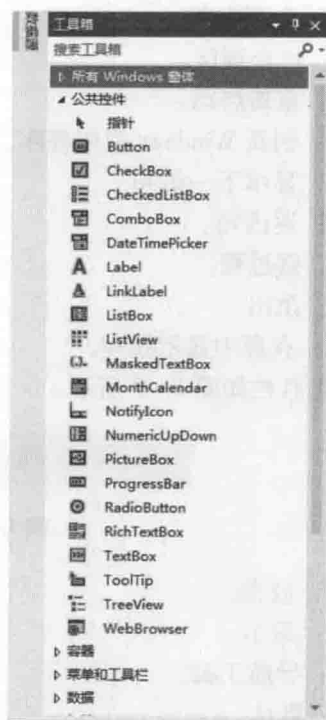 工具箱
搜索工具箱
所有 Windows 窗体
公共控件
指针
Button
CheckBox
CheckedListBox
ComboBox
DateTimePicker
Label
LinkLabel
ListBox
ListView
MaskedTextBox
MonthCalendar
NotifyIcon
NumericUpDown
PictureBox
ProgressBar
RadioButton
RichTextBox
TextBox
ToolTip
TreeView
WebBrowser
容器
菜单和工具栏
数据